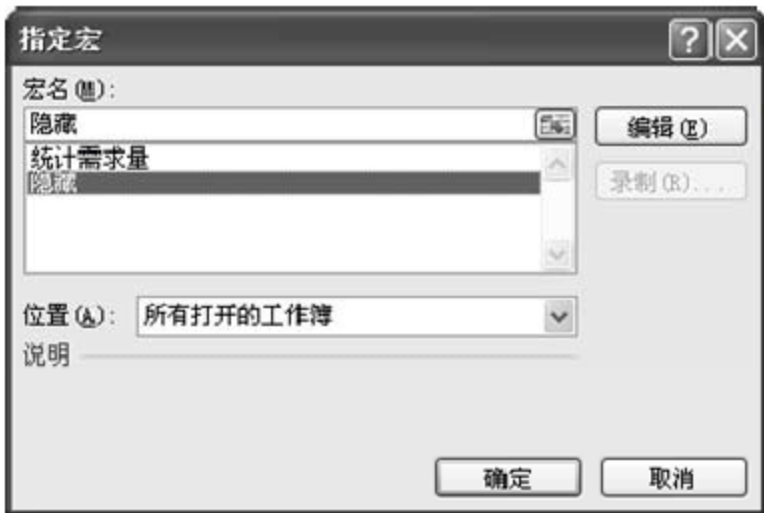 指定宏
宏名(M):
隐藏
编辑(E)
统计需求量
隐藏
录制(R)...
位置(A):
所有打开的工作簿
说明
确定
取消